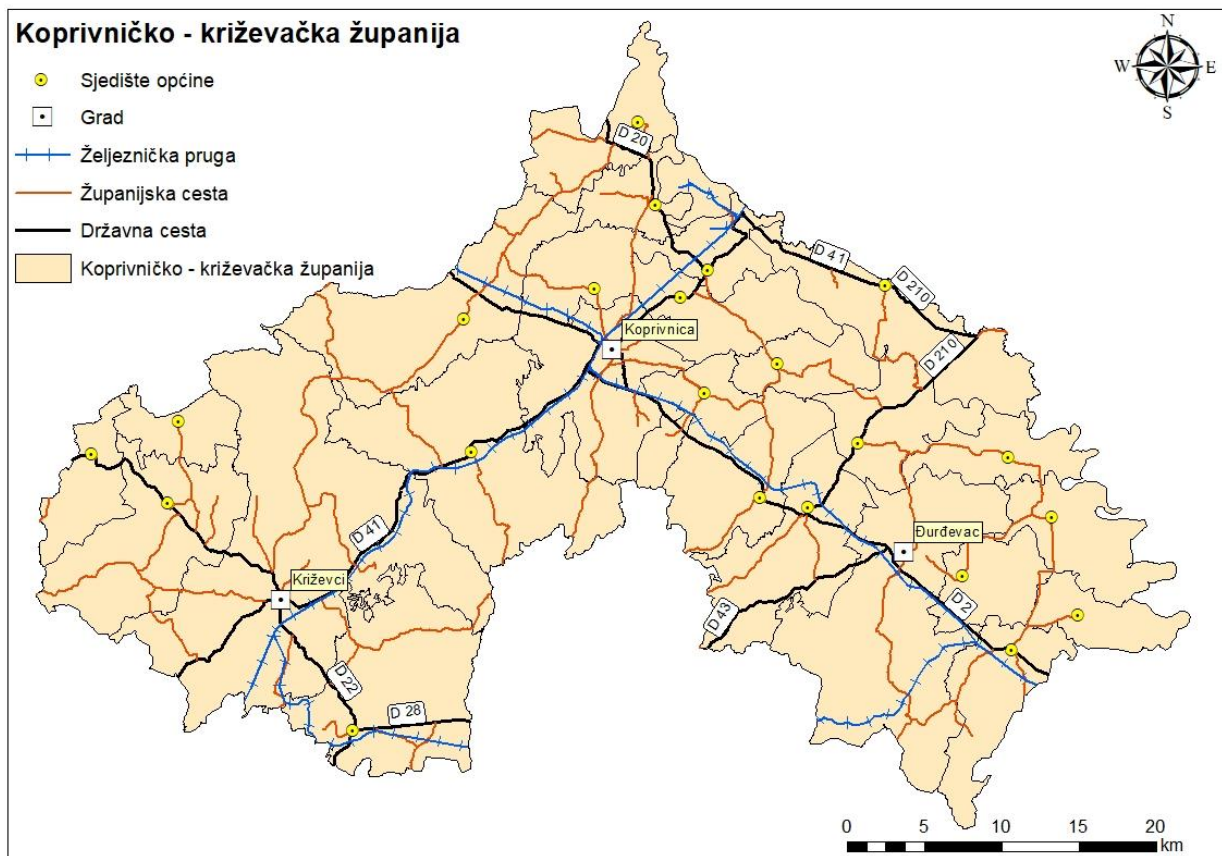 Koprivničko - križevačka županija
Sjedište općine
Grad
Željeznička pruga
Županijska cesta
Državna cesta
Koprivničko - križevačka županija
N
W E
S
D 20
D 41
D 210
D 210
Koprivnica
D 41
Križevci
Đurđevac
D 43
D 2
D 22
D 28
0 5 10 15 20
km